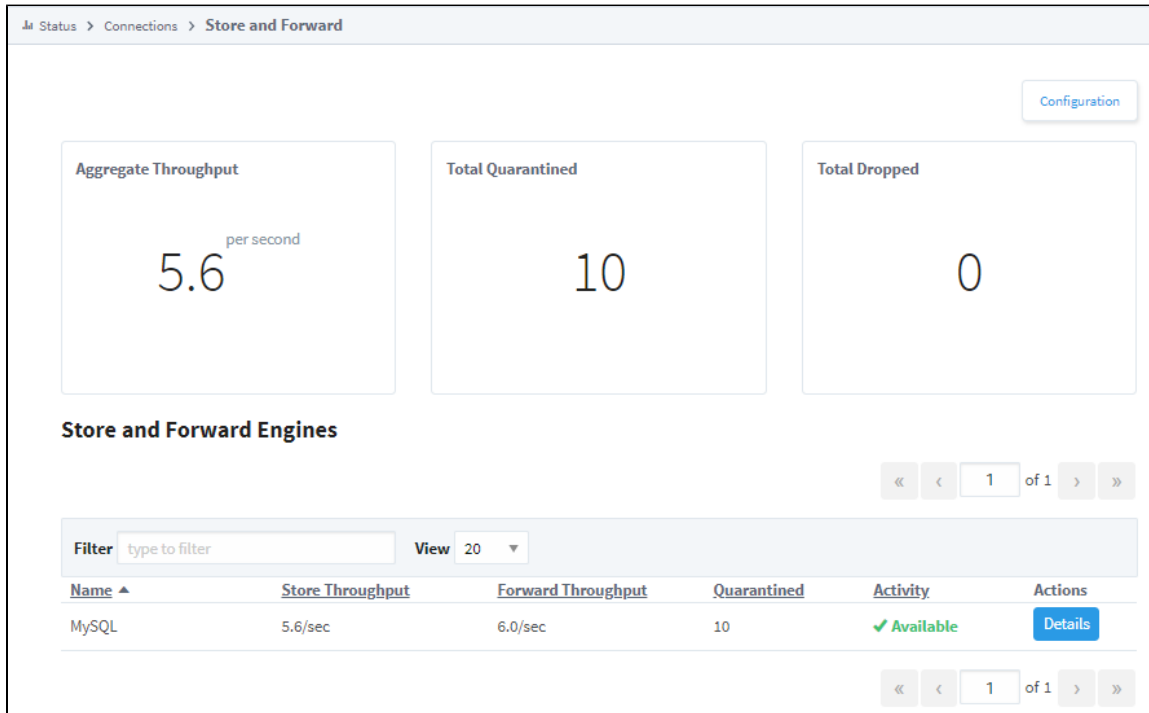 Status > Connections > Store and Forward
Configuration
Aggregate Throughput
5.6 per second
Total Quarantined
10
Total Dropped
0
Store and Forward Engines
« ‹ 1 of 1 › »
Filter type to filter View 20 ▼
Name ▲ Store Throughput Forward Throughput Quarantined Activity Actions
MySQL 5.6/sec 6.0/sec 10 ✔ Available Details
« ‹ 1 of 1 › »